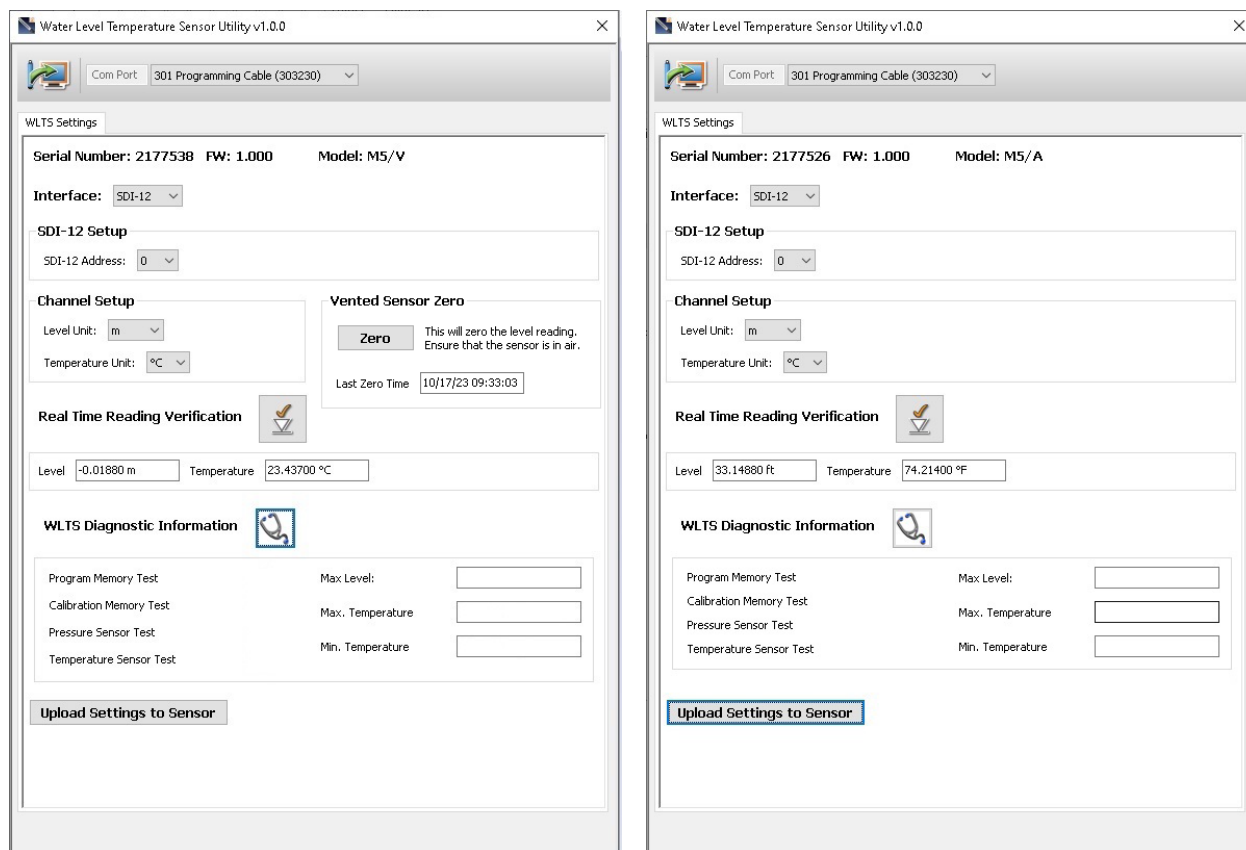 Water Level Temperature Sensor Utility v1.0.0
Com Port 301 Programming Cable (303230)
WLTS Settings
Serial Number: 2177538 FW: 1.000 Model: M5/V
Interface: SDI-12
SDI-12 Setup
SDI-12 Address: 0
Channel Setup
Level Unit: m
Temperature Unit: °C
Vented Sensor Zero
Zero
This will zero the level reading.
Ensure that the sensor is in air.
Last Zero Time 10/17/23 09:33:03
Real Time Reading Verification
Level -0.01880 m Temperature 23.43700 °C
WLTS Diagnostic Information
Program Memory Test
Calibration Memory Test
Pressure Sensor Test
Temperature Sensor Test
Max Level:
Max. Temperature
Min. Temperature
Upload Settings to Sensor
Water Level Temperature Sensor Utility v1.0.0
Com Port 301 Programming Cable (303230)
WLTS Settings
Serial Number: 2177526 FW: 1.000 Model: M5/A
Interface: SDI-12
SDI-12 Setup
SDI-12 Address: 0
Channel Setup
Level Unit: m
Temperature Unit: °C
Real Time Reading Verification
Level 33.14880 ft Temperature 74.21400 °F
WLTS Diagnostic Information
Program Memory Test
Calibration Memory Test
Pressure Sensor Test
Temperature Sensor Test
Max Level:
Max. Temperature
Min. Temperature
Upload Settings to Sensor